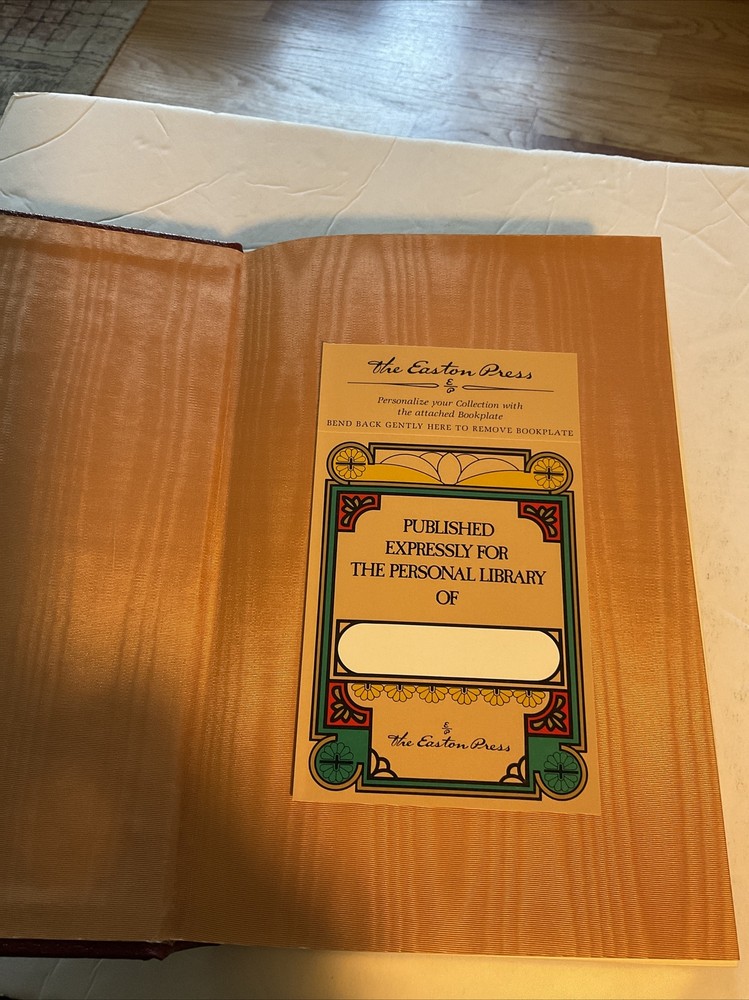 The Easton Press
Personalize your Collection with
the attached Bookplate
BEND BACK GENTLY HERE TO REMOVE BOOKPLATE
PUBLISHED
EXPRESSLY FOR
THE PERSONAL LIBRARY
OF
The Easton Press